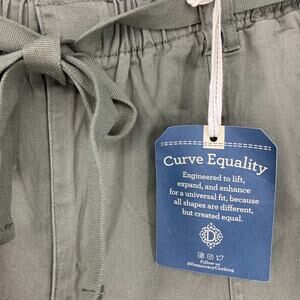 Curve Equality
Engineered to lift,
expand, and enhance
for a universal fit, because
all shapes are different,
but created equal.
D
Follow us
@DemocracyClothing